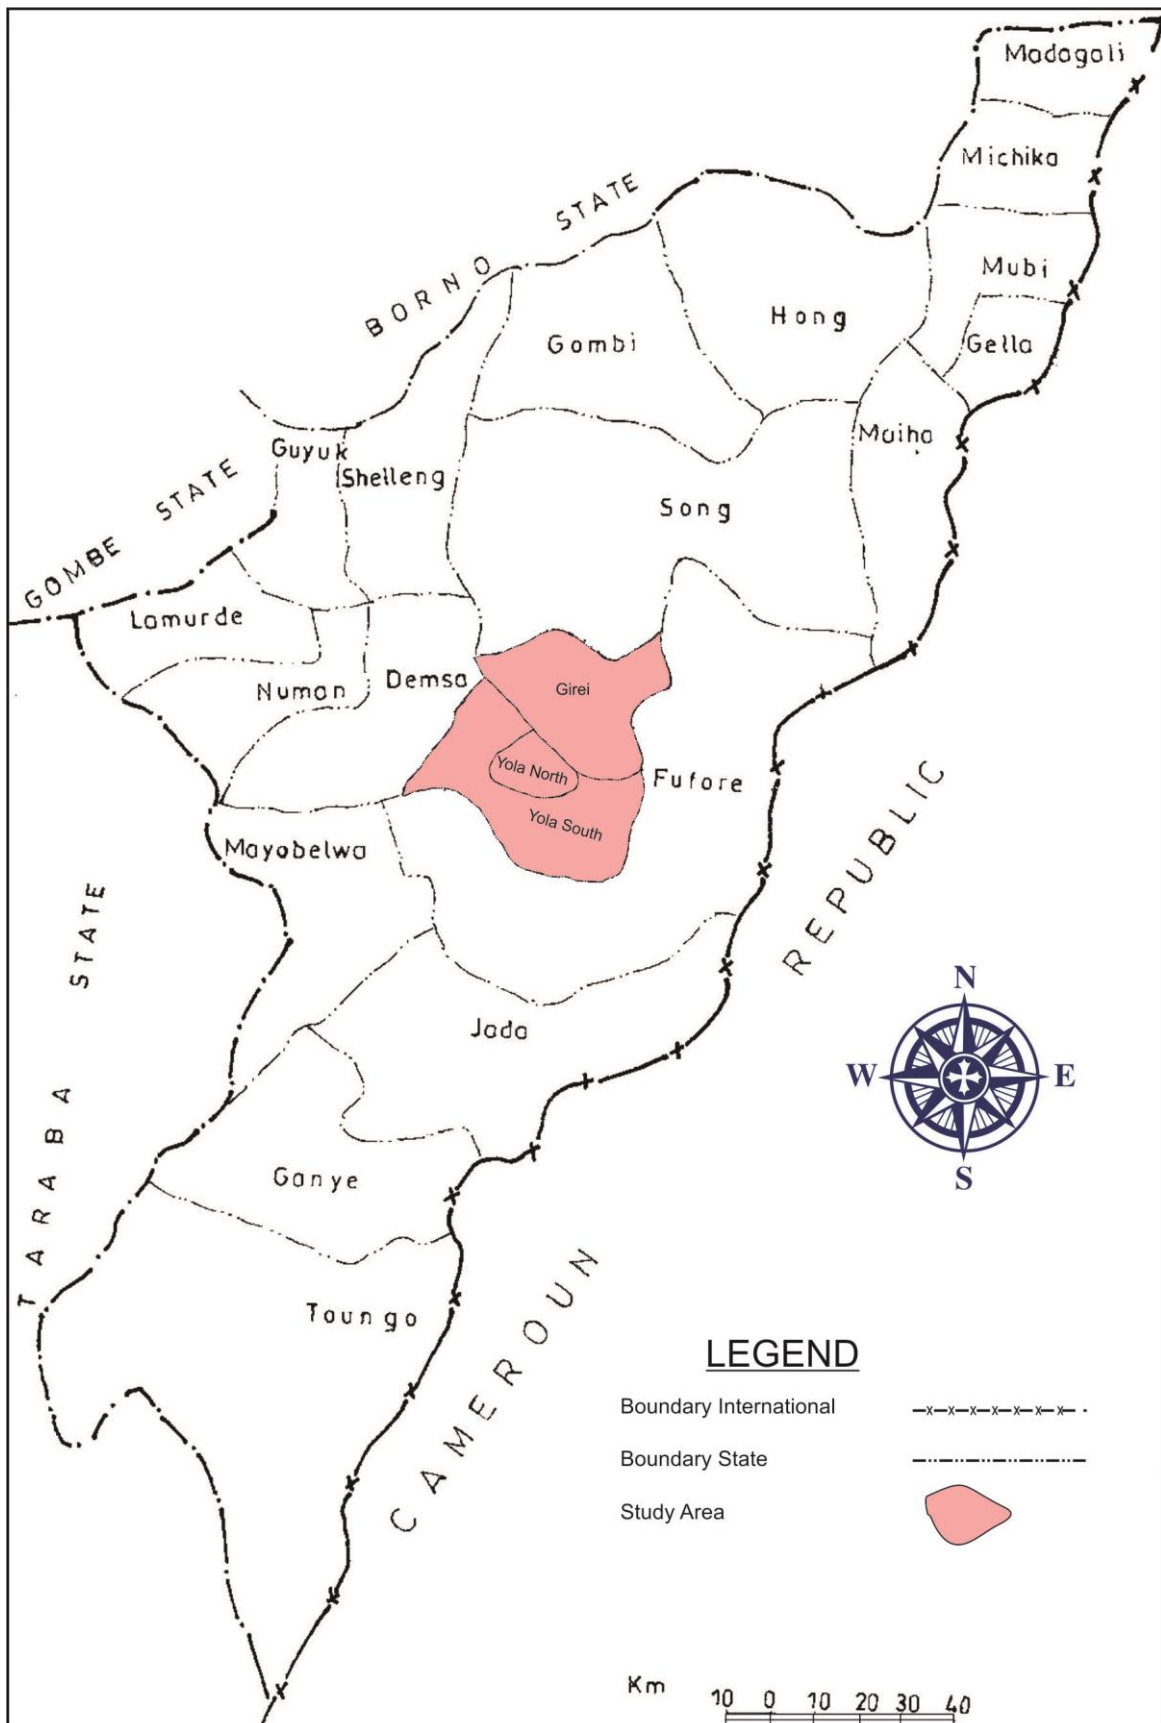 Madagali
Michika
BORNO STATE
Mubi
Hong
Gombi
Gella
Maiha
Guyuk
Shelleng
GOMBE STATE
Song
Lamurde
Numan
Demsa
Girei
Yola North
Fufore
Yola South
Mayobelwa
TARABA STATE
Jada
CAMEROUN REPUBLIC
N
W
E
S
Ganye
Toungo
LEGEND
Boundary International
Boundary State
Study Area
Km
10 0 10 20 30 40